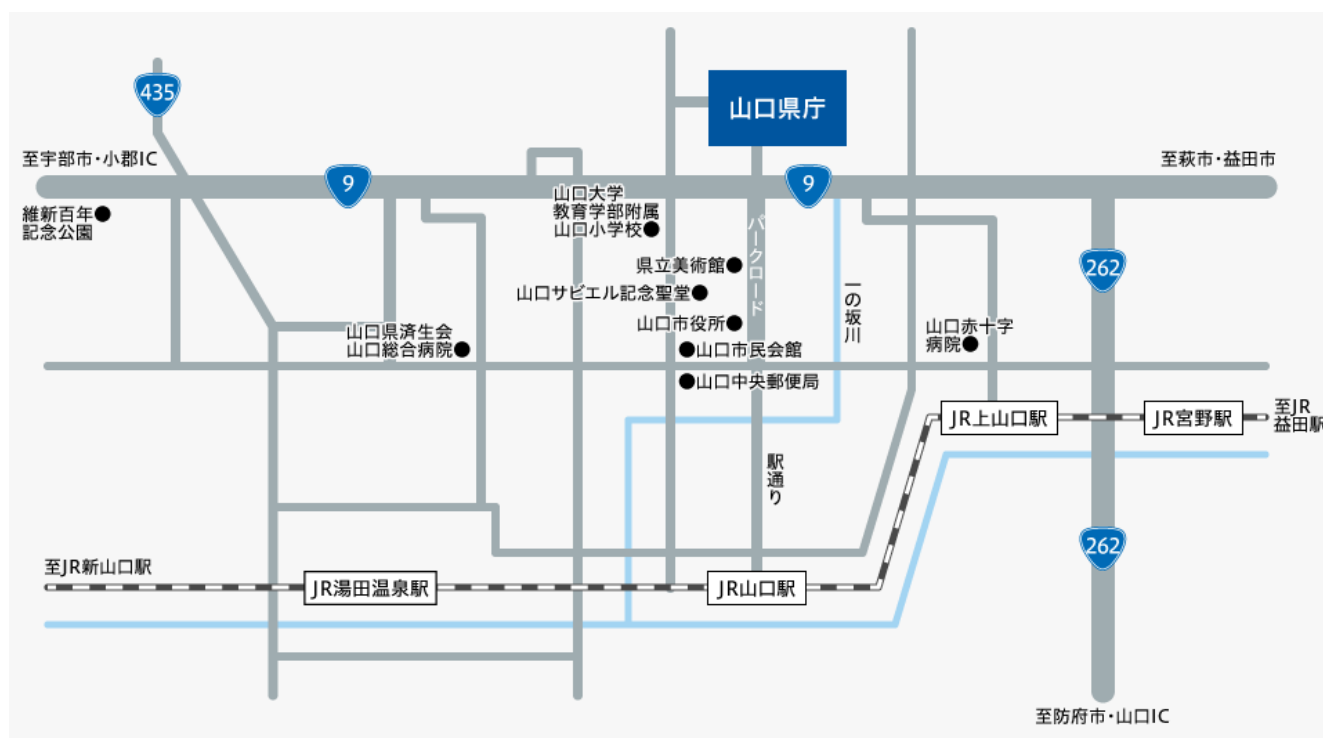 435
山口県庁
至宇部市・小郡IC
9
9
至萩市・益田市
維新百年
記念公園
山口大学
教育学部附属
山口小学校
パークロード
県立美術館
262
山口サビエル記念聖堂
一の坂川
山口市役所
山口県済生会
山口総合病院
山口赤十字
病院
山口市民会館
山口中央郵便局
JR上山口駅
JR宮野駅
至JR
益田駅
駅通り
262
至JR新山口駅
JR湯田温泉駅
JR山口駅
至防府市・山口IC